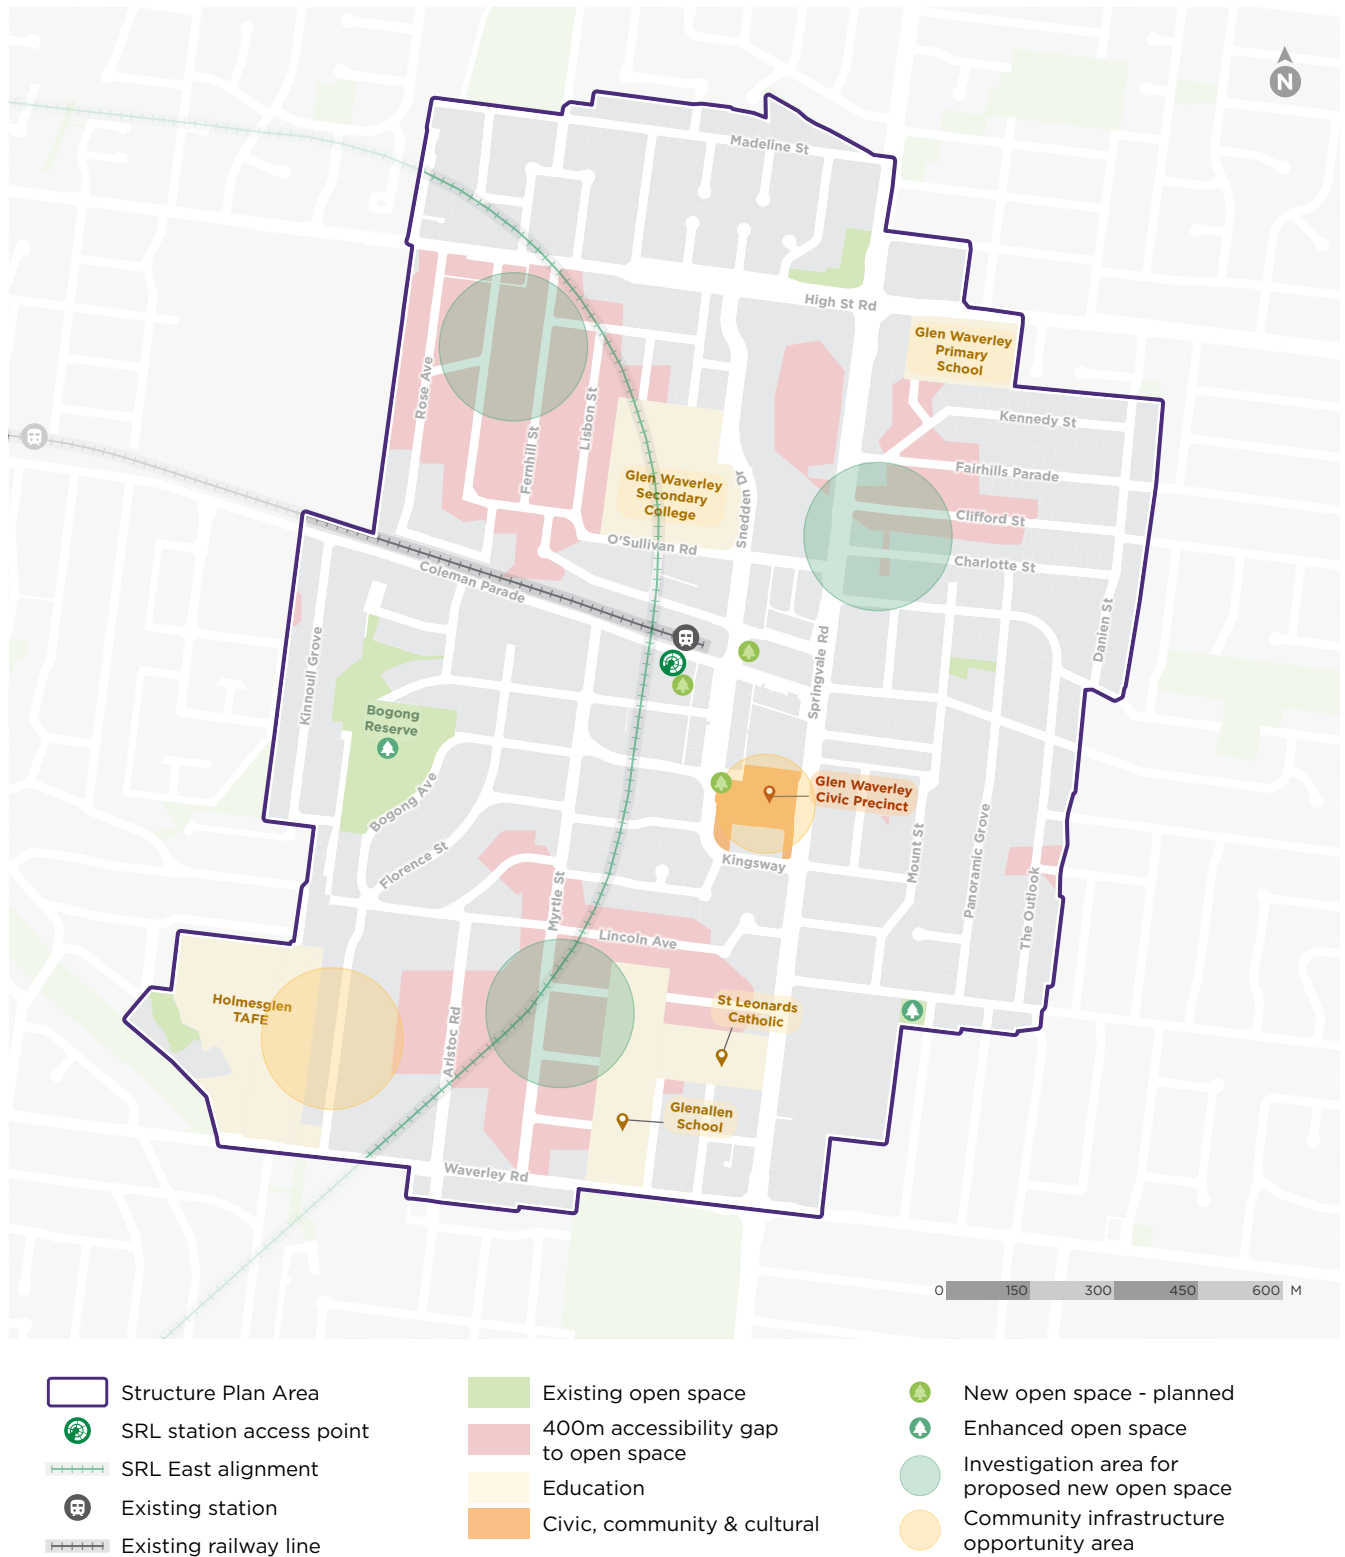 N
Madeline St
High St Rd
Glen Waverley
Primary
School
Rose Ave
Lisbon St
Fernhill St
Kennedy St
Fairhills Parade
Clifford St
Charlotte St
Glen Waverley
Secondary
College
Snedden Dr
O'Sullivan Rd
Coleman Parade
Danien St
Springvale Rd
Kinnoull Grove
Bogong
Reserve
Bogong Ave
Florence St
Glen Waverley
Civic Precinct
Kingsway
Mount St
Panoramic Grove
The Outlook
Myrtle St
Lincoln Ave
Holmesglen
TAFE
Aristoc Rd
St Leonards
Catholic
Glenallen
School
Waverley Rd
0 150 300 450 600 M
Structure Plan Area
SRL station access point
SRL East alignment
Existing station
Existing railway line
Existing open space
400m accessibility gap
to open space
Education
Civic, community & cultural
New open space - planned
Enhanced open space
Investigation area for
proposed new open space
Community infrastructure
opportunity area